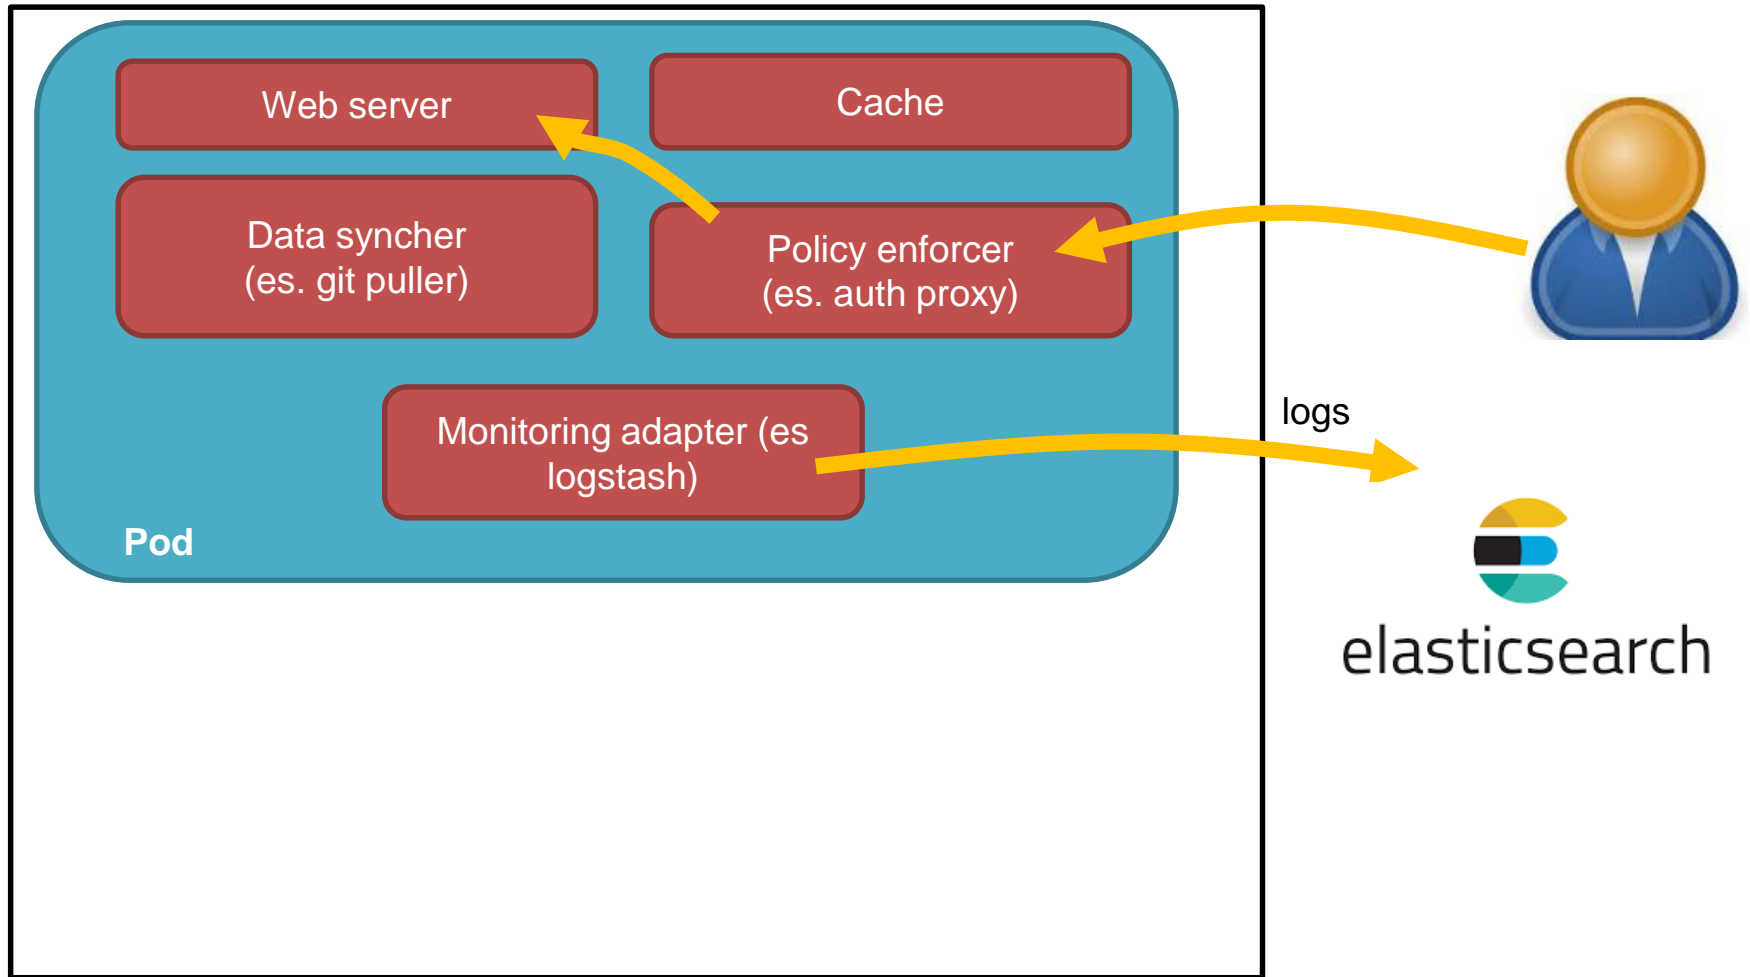 Web server
Cache
Data syncher
(es. git puller)
Policy enforcer
(es. auth proxy)
Monitoring adapter (es
logstash)
logs
Pod
elasticsearch